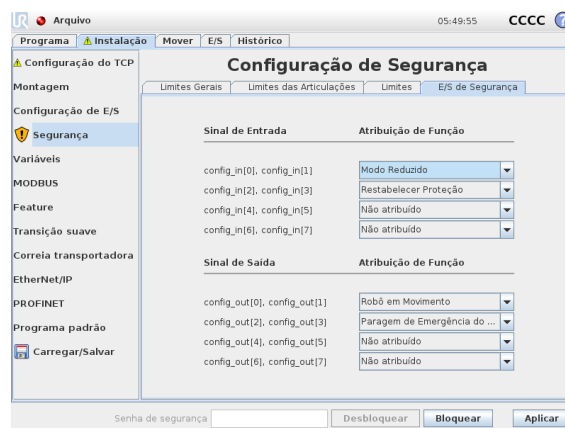 UR Arquivo 05:49:55 CCCC ?
Programa Instalação Mover E/S Histórico
Configuração do TCP
Montagem
Configuração de E/S
Segurança
Variáveis
MODBUS
Feature
Transição suave
Correia transportadora
EtherNet/IP
PROFINET
Programa padrão
Carregar/Salvar
Configuração de Segurança
Limites Gerais Limites das Articulações Limites E/S de Segurança
Sinal de Entrada Atribuição de Função
config_in[0], config_in[1] Modo Reduzido
config_in[2], config_in[3] Restabelecer Proteção
config_in[4], config_in[5] Não atribuído
config_in[6], config_in[7] Não atribuído
Sinal de Saída Atribuição de Função
config_out[0], config_out[1] Robô em Movimento
config_out[2], config_out[3] Paragem de Emergência do ...
config_out[4], config_out[5] Não atribuído
config_out[6], config_out[7] Não atribuído
Senha de segurança Desbloquear Bloquear Aplicar